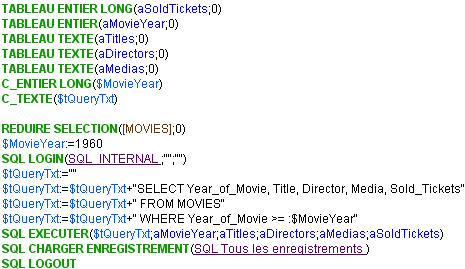 TABLEAU ENTIER LONG(aSoldTickets;0)
TABLEAU ENTIER(aMovieYear;0)
TABLEAU TEXTE(aTitles;0)
TABLEAU TEXTE(aDirectors;0)
TABLEAU TEXTE(aMedias;0)
C_ENTIER LONG($MovieYear)
C_TEXTE($tQueryTxt)
REDUIRE SELECTION([MOVIES];0)
$MovieYear:=1960
SQL LOGIN(SQL_INTERNAL ;"";"")
$tQueryTxt:=""
$tQueryTxt:=$tQueryTxt+"SELECT Year_of_Movie, Title, Director, Media, Sold_Tickets"
$tQueryTxt:=$tQueryTxt+" FROM MOVIES"
$tQueryTxt:=$tQueryTxt+" WHERE Year_of_Movie >= :$MovieYear"
SQL EXECUTER($tQueryTxt;aMovieYear;aTitles;aDirectors;aMedias;aSoldTickets)
SQL CHARGER ENREGISTREMENT(SQL Tous les enregistrements )
SQL LOGOUT